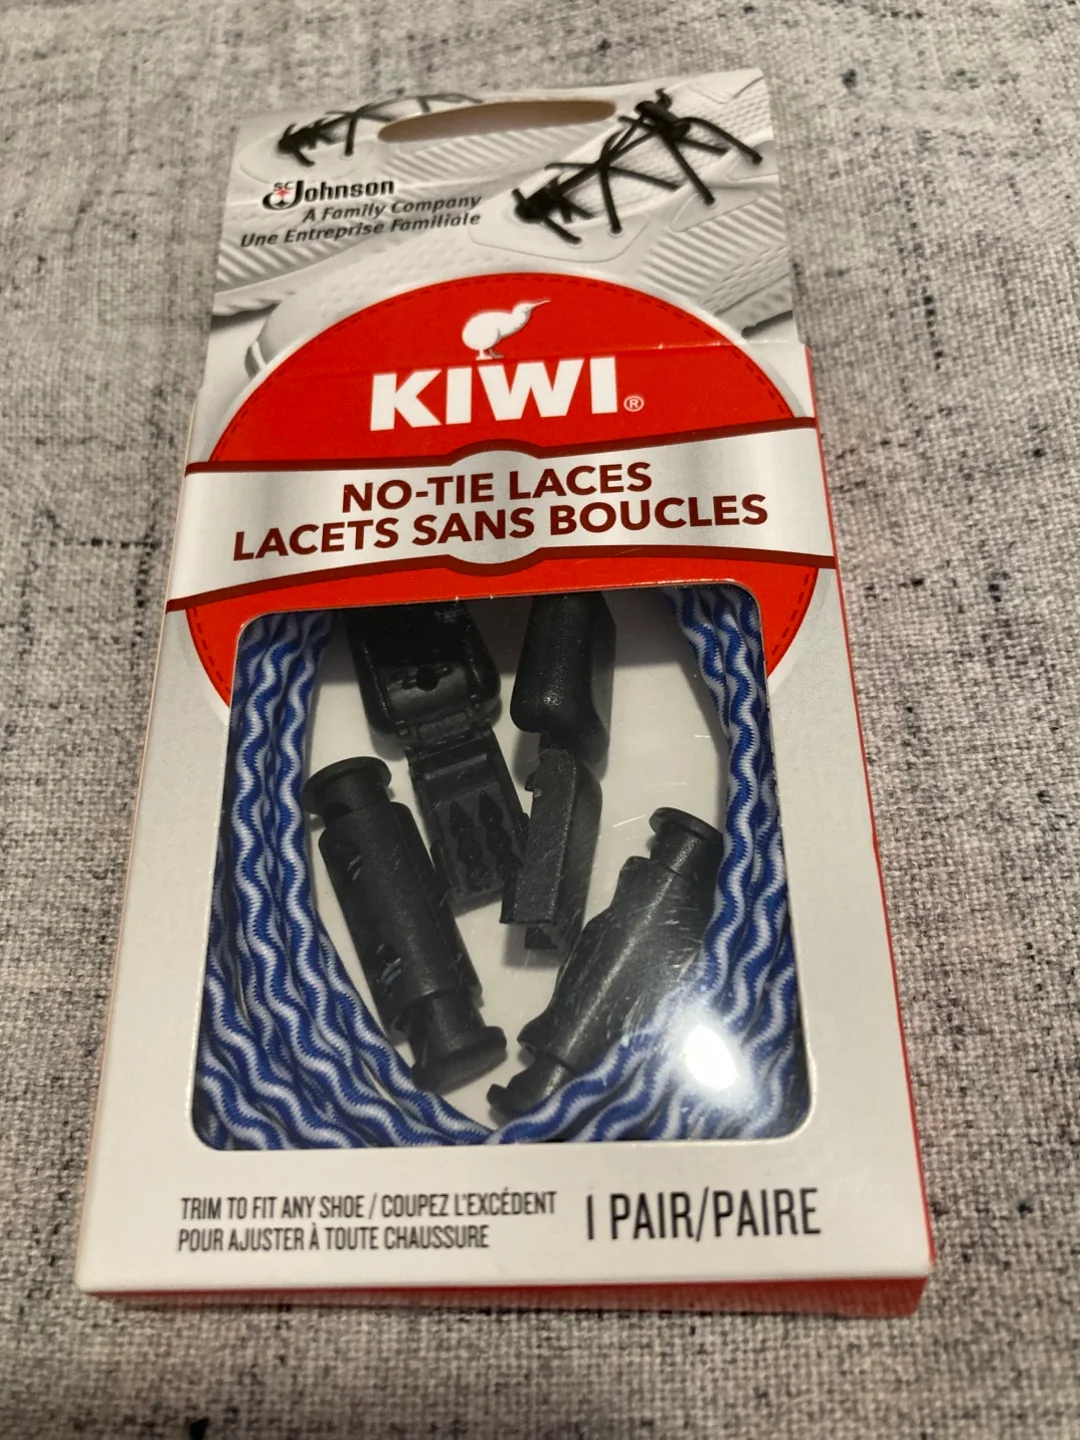 SC Johnson
A Family Company
Une Entreprise Familiale
KIWI®
NO-TIE LACES
LACETS SANS BOUCLES
TRIM TO FIT ANY SHOE / COUPEZ L'EXCÉDENT
POUR AJUSTER À TOUTE CHAUSSURE
1 PAIR/PAIRE